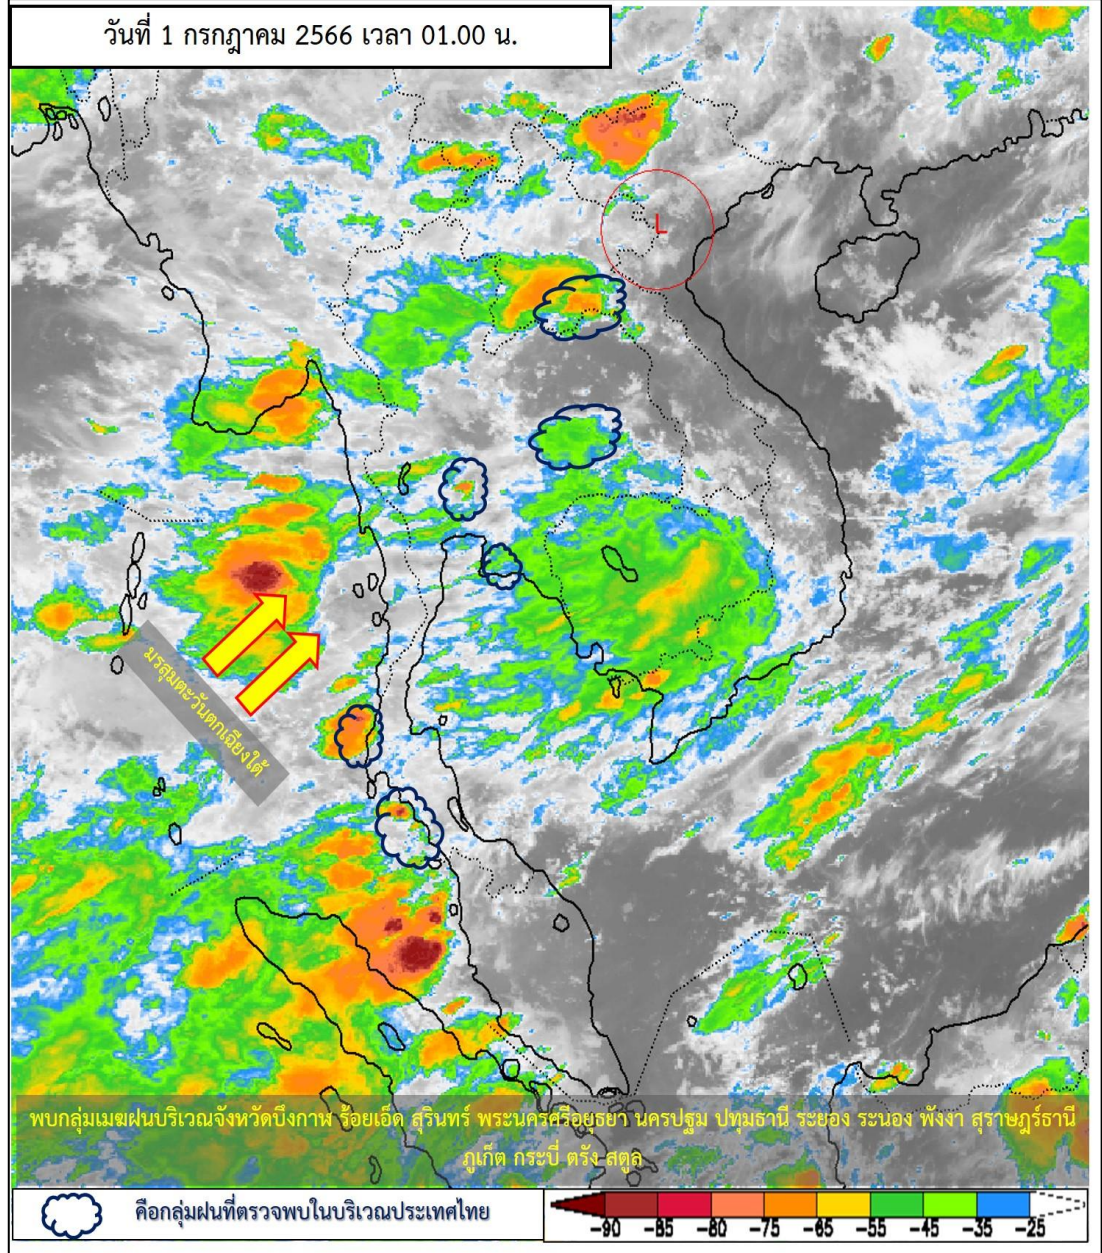 วันที่ 1 กรกฎาคม 2566 เวลา 01.00 น.
L
มรสุมตะวันตกเฉียงใต้
พบกลุ่มเมฆฝนบริเวณจังหวัดบึงกาฬ ร้อยเอ็ด สุรินทร์ พระนครศรีอยุธยา นครปฐม ปทุมธานี ระยอง ระนอง พังงา สุราษฎร์ธานี
ภูเก็ต กระบี่ ตรัง สตูล
คือกลุ่มฝนที่ตรวจพบในบริเวณประเทศไทย
-90 -85 -80 -75 -65 -55 -45 -35 -25